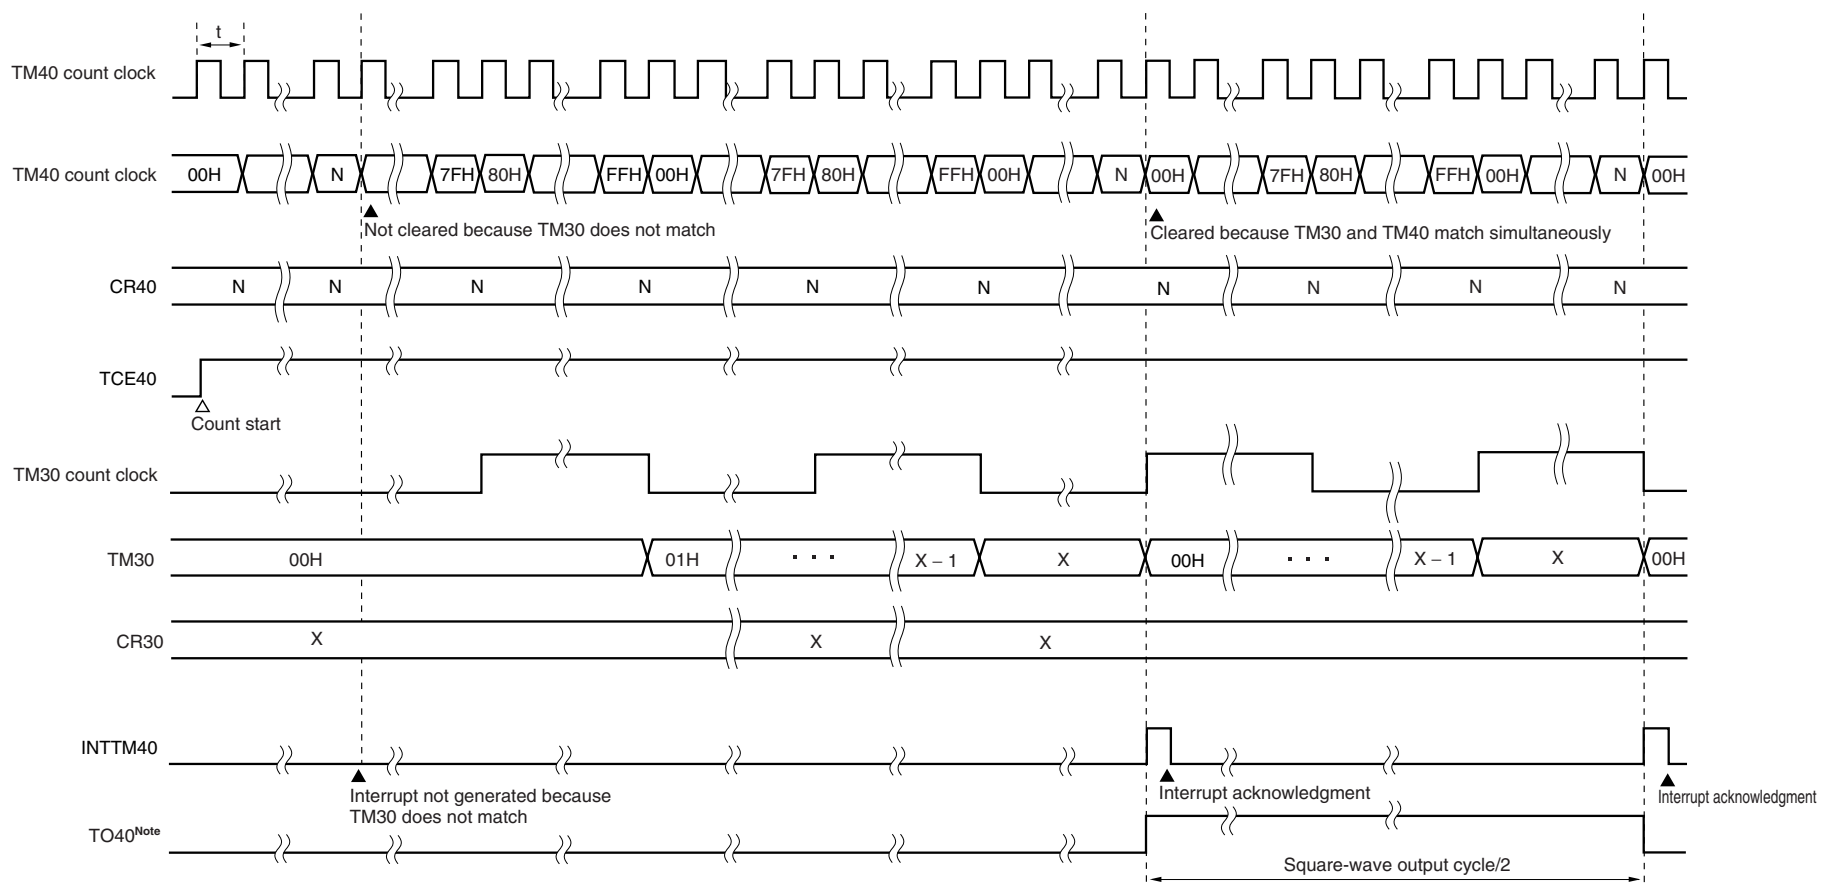 t
TM40 count clock
TM40 count clock 00H N 7FH 80H FFH 00H 7FH 80H FFH 00H N 00H 7FH 80H FFH 00H N 00H
Not cleared because TM30 does not match
Cleared because TM30 and TM40 match simultaneously
CR40 N N N N N N N N N N
TCE40
Count start
TM30 count clock
TM30 00H 01H · · · X – 1 X 00H · · · X – 1 X 00H
CR30 X X X
INTTM40
Interrupt not generated because
TM30 does not match
Interrupt acknowledgment
Interrupt acknowledgment
TO40Note
Square-wave output cycle/2